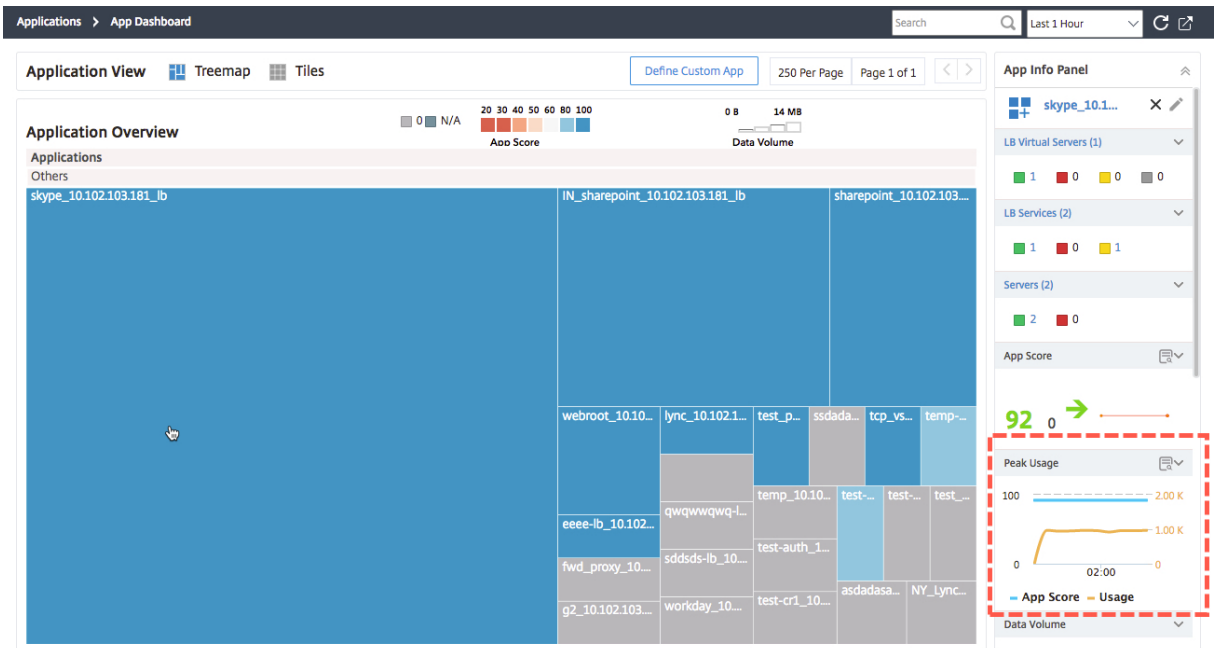 Applications > App Dashboard
Search
Last 1 Hour
Application View
Treemap
Tiles
Define Custom App
250 Per Page
Page 1 of 1
< >
App Info Panel
Application Overview
0
N/A
20 30 40 50 60 80 100
App Score
0 B 14 MB
Data Volume
Applications
Others
skype_10.102.103.181_lb
IN_sharepoint_10.102.103.181_lb
sharepoint_10.102.103....
webroot_10.10...
lync_10.102.1...
test_p...
ssdada...
tcp_vs...
temp-...
temp_10.10...
test-...
test-...
test_...
qwqwwqwq-l...
eeee-lb_10.102...
test-auth_1...
sddsds-lb_10....
fwd_proxy_10....
asdadasa...
NY_Lync...
g2_10.102.103....
workday_10....
test-cr1_10...
skype_10.1...
LB Virtual Servers (1)
1 0 0 0
LB Services (2)
1 0 1
Servers (2)
2 0
App Score
92 0
Peak Usage
100
2.00 K
1.00 K
0
0
02:00
App Score
Usage
Data Volume